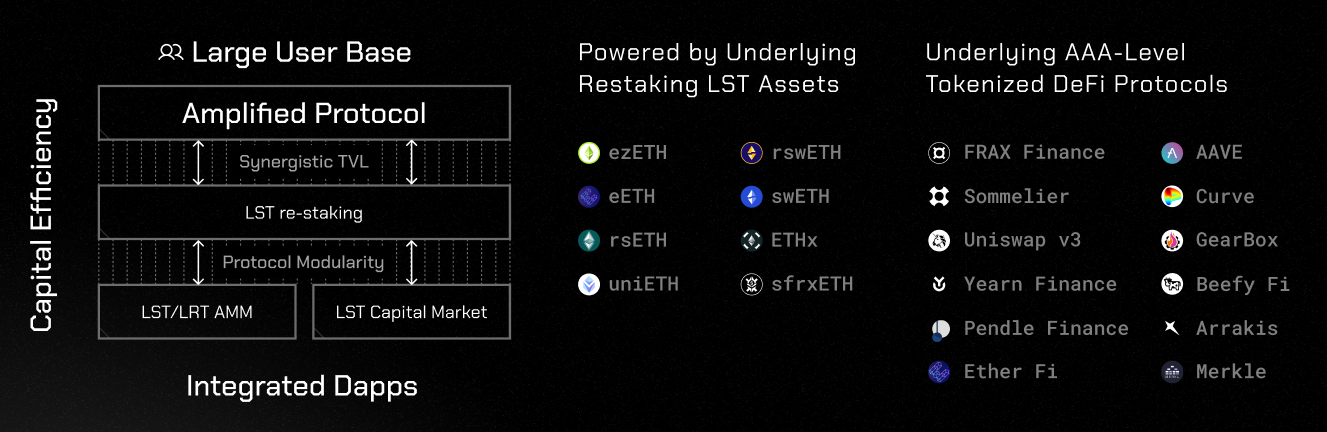 Large User Base
Capital Efficiency
Amplified Protocol
Synergistic TVL
LST re-staking
Protocol Modularity
LST/LRT AMM
LST Capital Market
Integrated Dapps
Powered by Underlying
Restaking LST Assets
ezETH
rswETH
eETH
swETH
rsETH
ETHx
uniETH
sfrxETH
Underlying AAA-Level
Tokenized DeFi Protocols
FRAX Finance
AAVE
Sommelier
Curve
Uniswap v3
GearBox
Yearn Finance
Beefy Fi
Pendle Finance
Arrakis
Ether Fi
Merkle